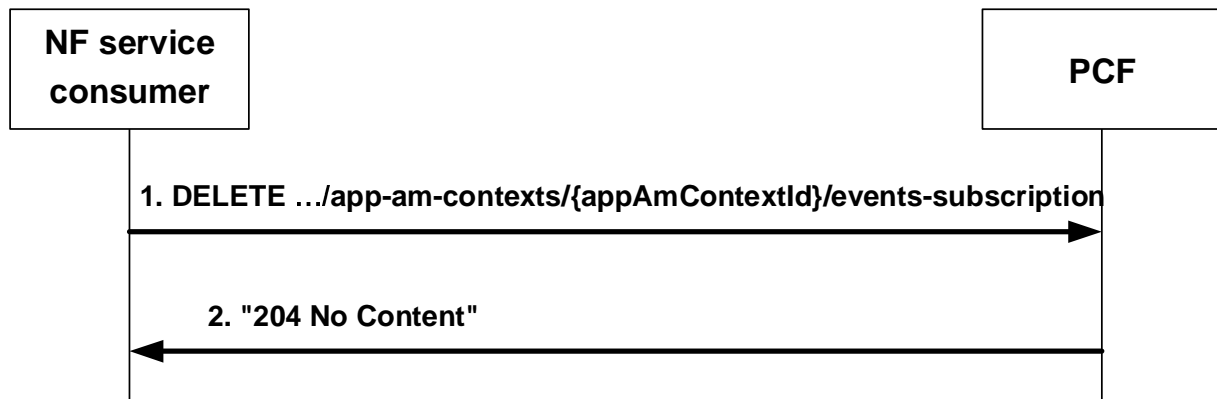 NF service
consumer
PCF
1. DELETE …/app-am-contexts/{appAmContextId}/events-subscription
2. "204 No Content"